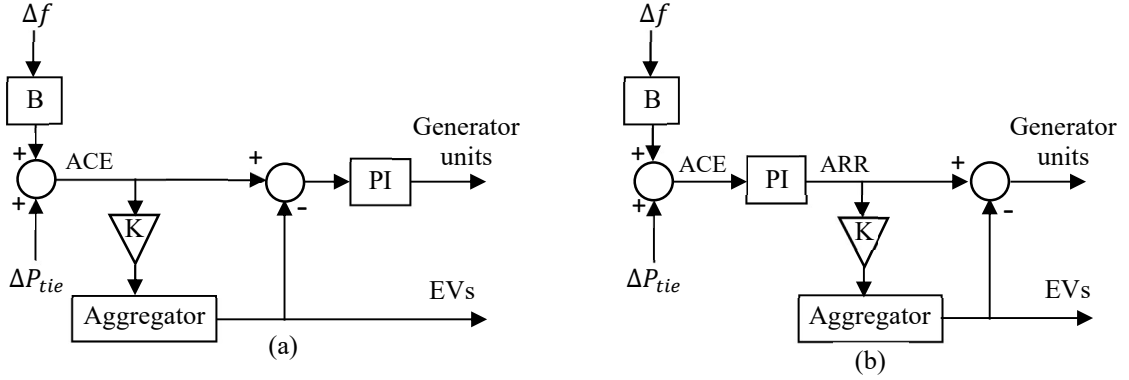 Δf
B
+
ACE
+
+
-
PI
Generator
units
K
ΔP_tie
Aggregator
EVs
(a)
Δf
B
+
+
ACE
PI
ARR
+
-
Generator
units
K
ΔP_tie
Aggregator
EVs
(b)